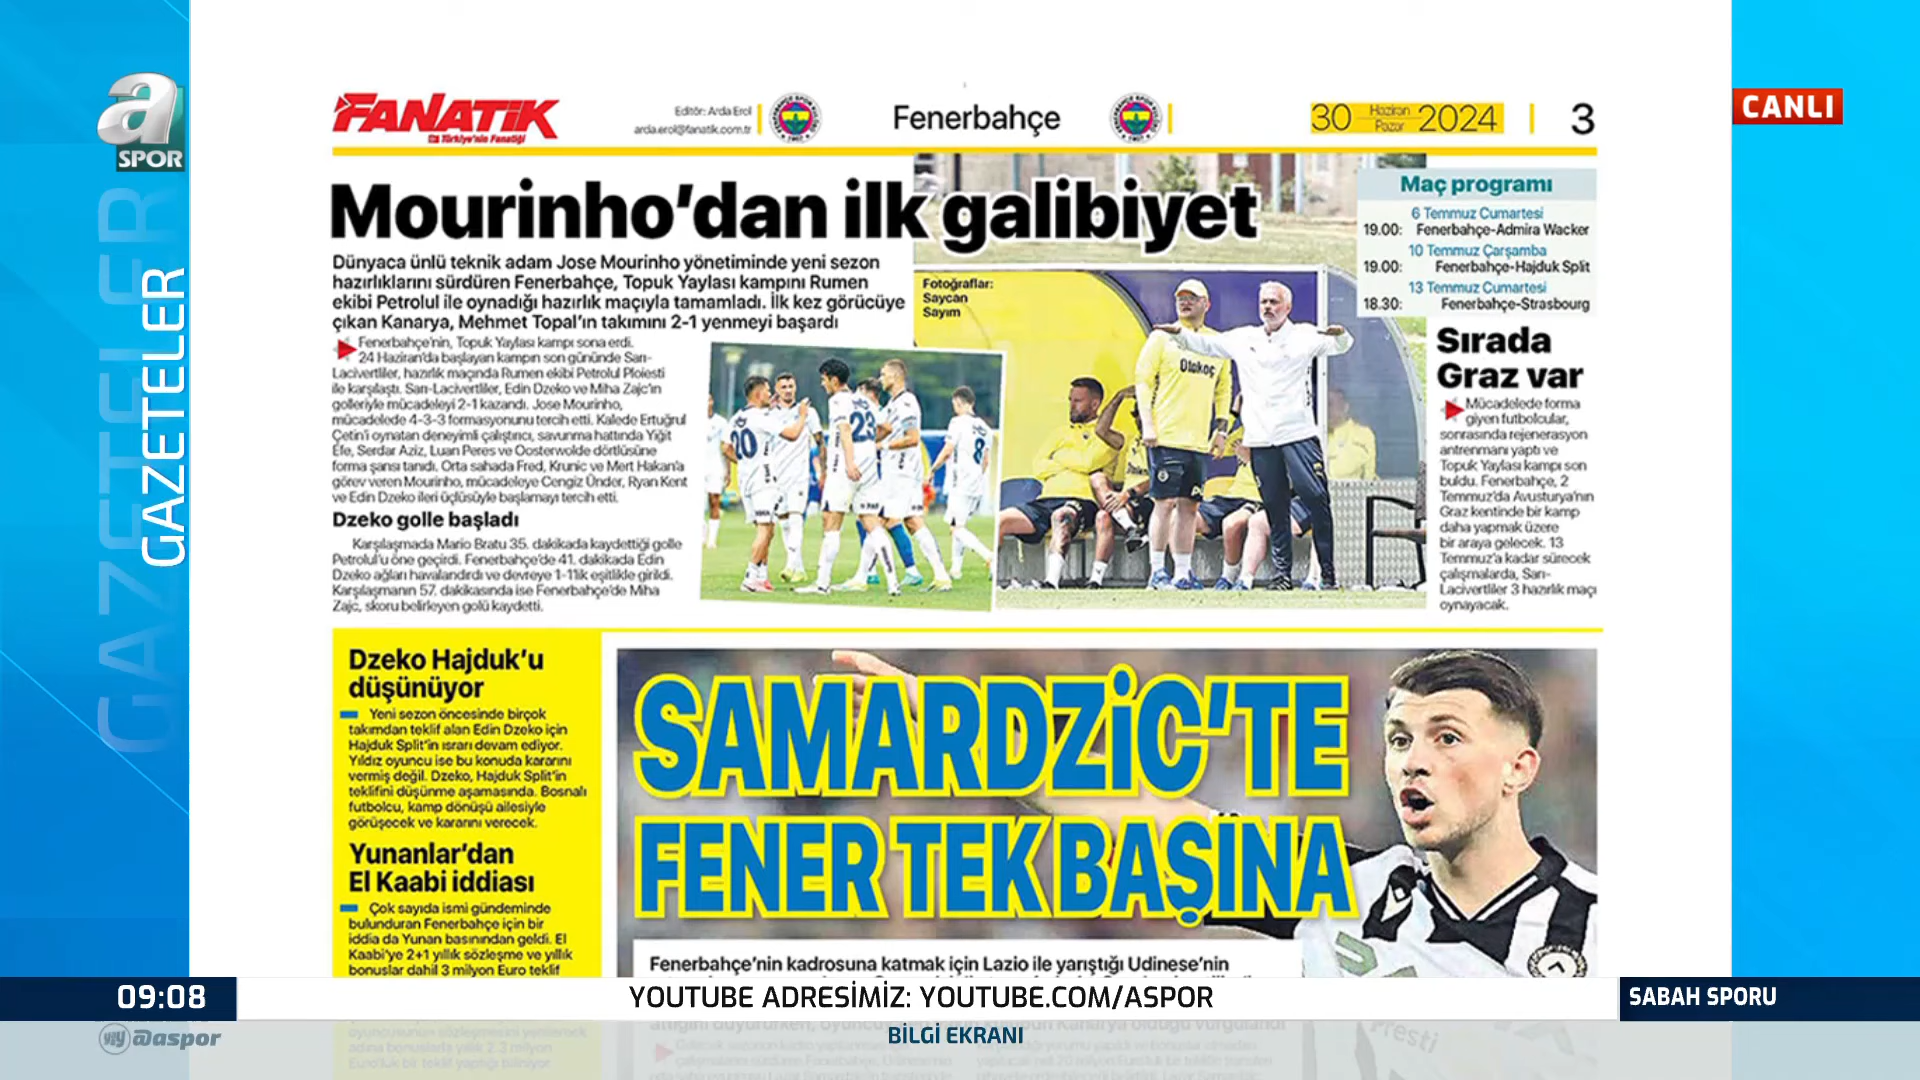 a
SPOR
GAZETELER
GAZETELER
CANLI
FANATiK
Türkiye'nin Fanatiği
Editör: Arda Erol
arda.erol@fanatik.com.tr
Fenerbahçe
30 Haziran Pazar 2024
3
Mourinho'dan ilk galibiyet
Dünyaca ünlü teknik adam Jose Mourinho yönetiminde yeni sezon
hazırlıklarını sürdüren Fenerbahçe, Topuk Yaylası kampını Rumen
ekibi Petrolul ile oynadığı hazırlık maçıyla tamamladı. İlk kez görücüye
çıkan Kanarya, Mehmet Topal'ın takımını 2-1 yenmeyi başardı
Fenerbahçe'nin, Topuk Yaylası kampı sona erdi.
24 Haziran'da başlayan kampın son gününde Sarı-
Lacivertliler, hazırlık maçında Rumen ekibi Petrolul Ploiesti
ile karşılaştı. Sarı-Lacivertliler, Edin Dzeko ve Miha Zajc'ın
golleriyle mücadeleyi 2-1 kazandı. Jose Mourinho,
mücadelede 4-3-3 formasyonunu tercih etti. Kalede Ertuğrul
Çetin'i oynatan deneyimli çalıştırıcı, savunma hattında Yiğit
Efe, Serdar Aziz, Luan Peres ve Oosterwolde dörtlüsüne
forma şansı tanıdı. Orta sahada Fred, Krunic ve Mert Hakan'a
görev veren Mourinho, mücadeleye Cengiz Ünder, Ryan Kent
ve Edin Dzeko ileri üçlüsüyle başlamayı tercih etti.
Dzeko golle başladı
Karşılaşmada Mario Bratu 35. dakikada kaydettiği golle
Petrolul'u öne geçirdi. Fenerbahçe'de 41. dakikada Edin
Dzeko ağları havalandırdı ve devreye 1-1'lik eşitlikle girildi.
Karşılaşmanın 57. dakikasında ise Fenerbahçe'de Miha
Zajc, skoru belirleyen golü kaydetti.
Fotoğraflar:
Saycan
Sayım
20
23
8
Otokoç
Maç programı
6 Temmuz Cumartesi
19.00: Fenerbahçe-Admira Wacker
10 Temmuz Çarşamba
19.00: Fenerbahçe-Hajduk Split
13 Temmuz Cumartesi
18.30: Fenerbahçe-Strasbourg
Sırada
Graz var
Mücadelede forma
giyen futbolcular,
sonrasında rejenerasyon
antrenmanı yaptı ve
Topuk Yaylası kampı son
buldu. Fenerbahçe, 2
Temmuz'da Avusturya'nın
Graz kentinde bir kamp
daha yapmak üzere
bir araya gelecek. 13
Temmuz'a kadar sürecek
çalışmalarda, Sarı-
Lacivertliler 3 hazırlık maçı
oynayacak.
Dzeko Hajduk'u
düşünüyor
Yeni sezon öncesinde birçok
takımdan teklif alan Edin Dzeko için
Hajduk Split'in ısrarı devam ediyor.
Yıldız oyuncu ise bu konuda kararını
vermiş değil. Dzeko, Hajduk Split'in
teklifini düşünme aşamasında. Bosnalı
futbolcu, kamp dönüşü ailesiyle
görüşecek ve kararını verecek.
Yunanlar'dan
El Kaabi iddiası
Çok sayıda ismi gündeminde
bulunduran Fenerbahçe için bir
iddia da Yunan basınından geldi. El
Kaabi'ye 2+1 yıllık sözleşme ve yıllık
bonuslar dahil 3 milyon Euro teklif
SAMARDZiC'TE
FENER TEK BAŞINA
Fenerbahçe'nin kadrosuna katmak için Lazio ile yarıştığı Udinese'nin
09:08
YOUTUBE ADRESİMİZ: YOUTUBE.COM/ASPOR
SABAH SPORU
aspor
BİLGİ EKRANI